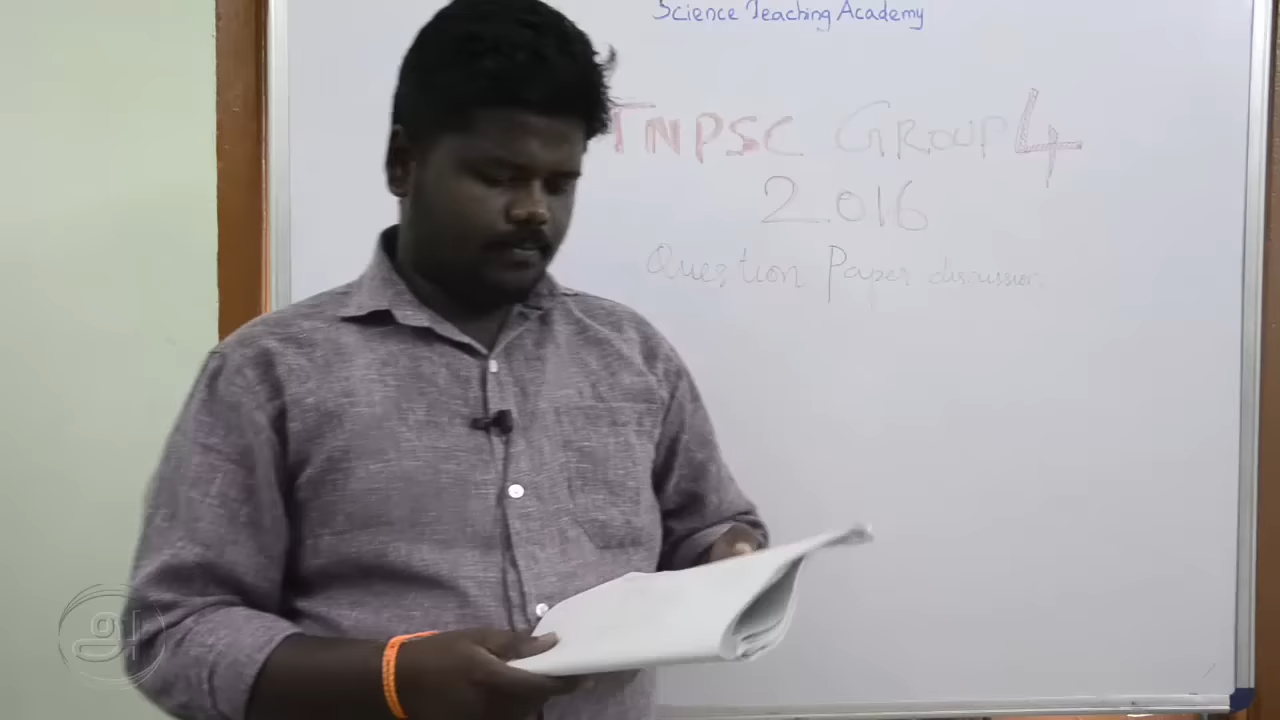 Science Teaching Academy
TNPSC GROUP 4
2016
Question Paper discussion
அ